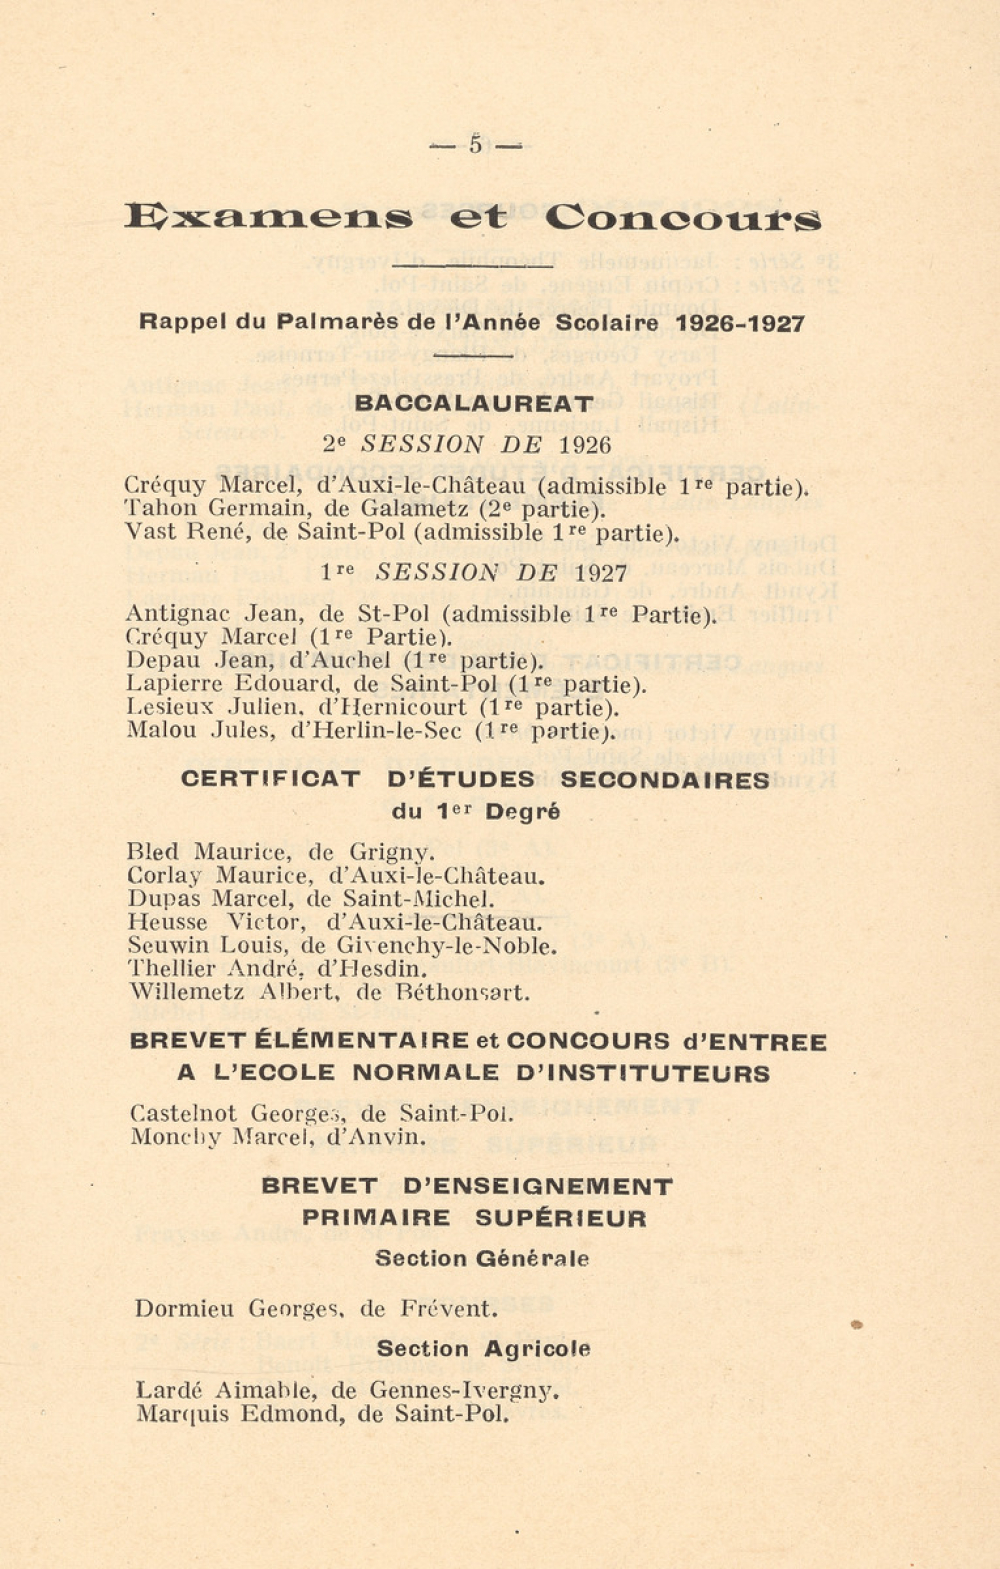 — 5 —
Examens et Concours
Rappel du Palmarès de l'Année Scolaire 1926-1927
BACCALAUREAT
2e SESSION DE 1926
Créquy Marcel, d'Auxi-le-Château (admissible 1re partie).
Tahon Germain, de Galametz (2e partie).
Vast René, de Saint-Pol (admissible 1re partie).
1re SESSION DE 1927
Antignac Jean, de St-Pol (admissible 1re Partie).
Créquy Marcel (1re Partie).
Depau Jean, d'Auchel (1re partie).
Lapierre Edouard, de Saint-Pol (1re partie).
Lesieux Julien, d'Hernicourt (1re partie).
Malou Jules, d'Herlin-le-Sec (1re partie).
CERTIFICAT D'ÉTUDES SECONDAIRES
du 1er Degré
Bled Maurice, de Grigny.
Corlay Maurice, d'Auxi-le-Château.
Dupas Marcel, de Saint-Michel.
Heusse Victor, d'Auxi-le-Château.
Seuwin Louis, de Givenchy-le-Noble.
Thellier André, d'Hesdin.
Willemetz Albert, de Béthonsart.
BREVET ÉLÉMENTAIRE et CONCOURS d'ENTREE
A L'ECOLE NORMALE D'INSTITUTEURS
Castelnot Georges, de Saint-Pol.
Monchy Marcel, d'Anvin.
BREVET D'ENSEIGNEMENT
PRIMAIRE SUPÉRIEUR
Section Générale
Dormieu Georges, de Frévent.
Section Agricole
Lardé Aimable, de Gennes-Ivergny.
Marquis Edmond, de Saint-Pol.